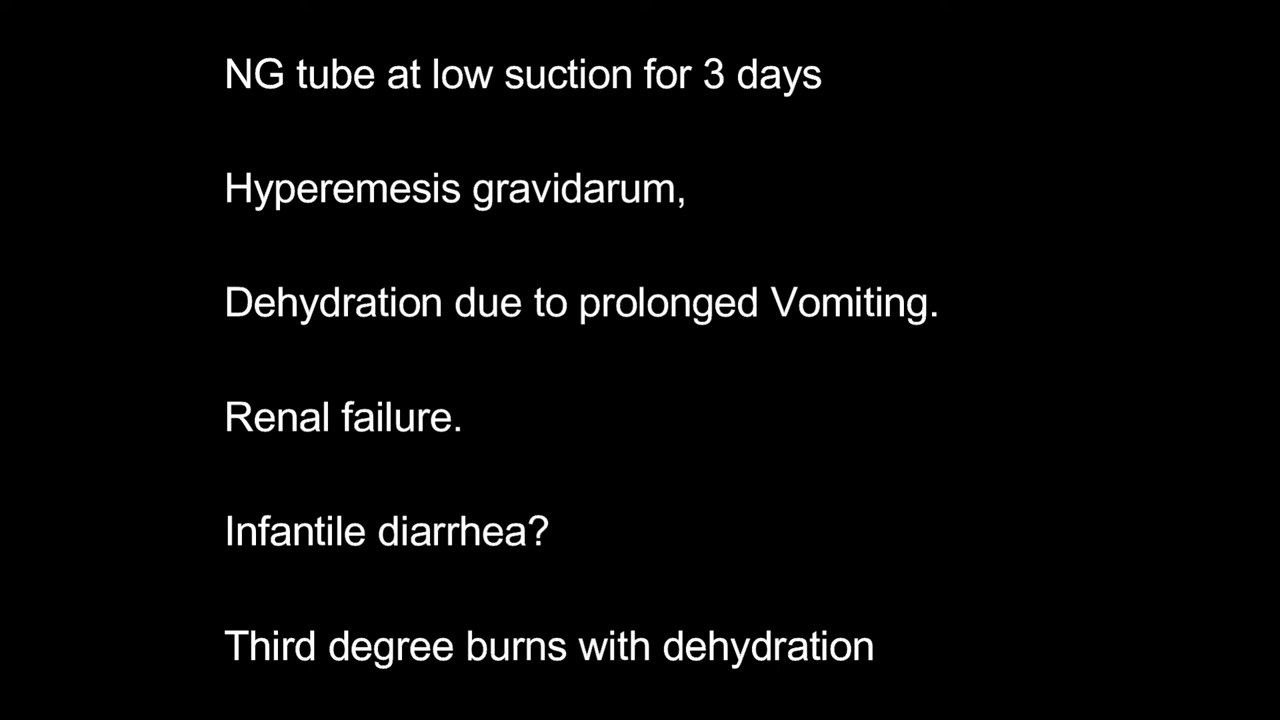 NG tube at low suction for 3 days
Hyperemesis gravidarum,
Dehydration due to prolonged Vomiting.
Renal failure.
Infantile diarrhea?
Third degree burns with dehydration